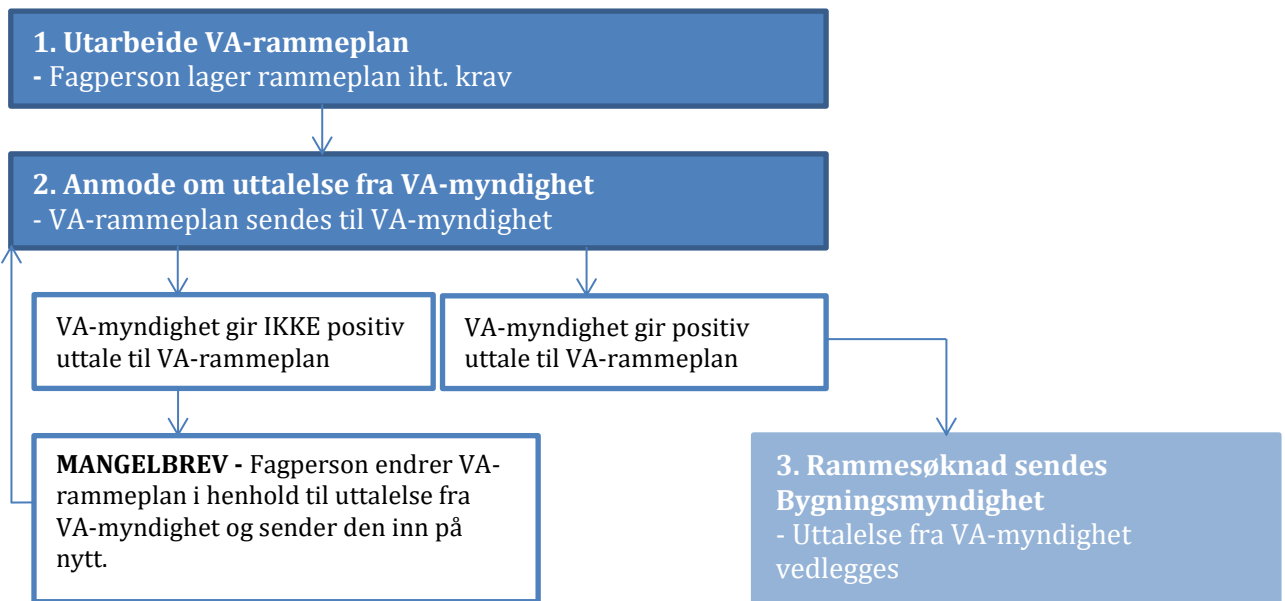 1. Utarbeide VA-rammeplan
- Fagperson lager rammeplan iht. krav
2. Anmode om uttalelse fra VA-myndighet
- VA-rammeplan sendes til VA-myndighet
VA-myndighet gir IKKE positiv
uttale til VA-rammeplan
VA-myndighet gir positiv
uttale til VA-rammeplan
MANGELBREV - Fagperson endrer VA-
rammeplan i henhold til uttalelse fra
VA-myndighet og sender den inn på
nytt.
3. Rammesøknad sendes
Bygningsmyndighet
- Uttalelse fra VA-myndighet
vedlegges